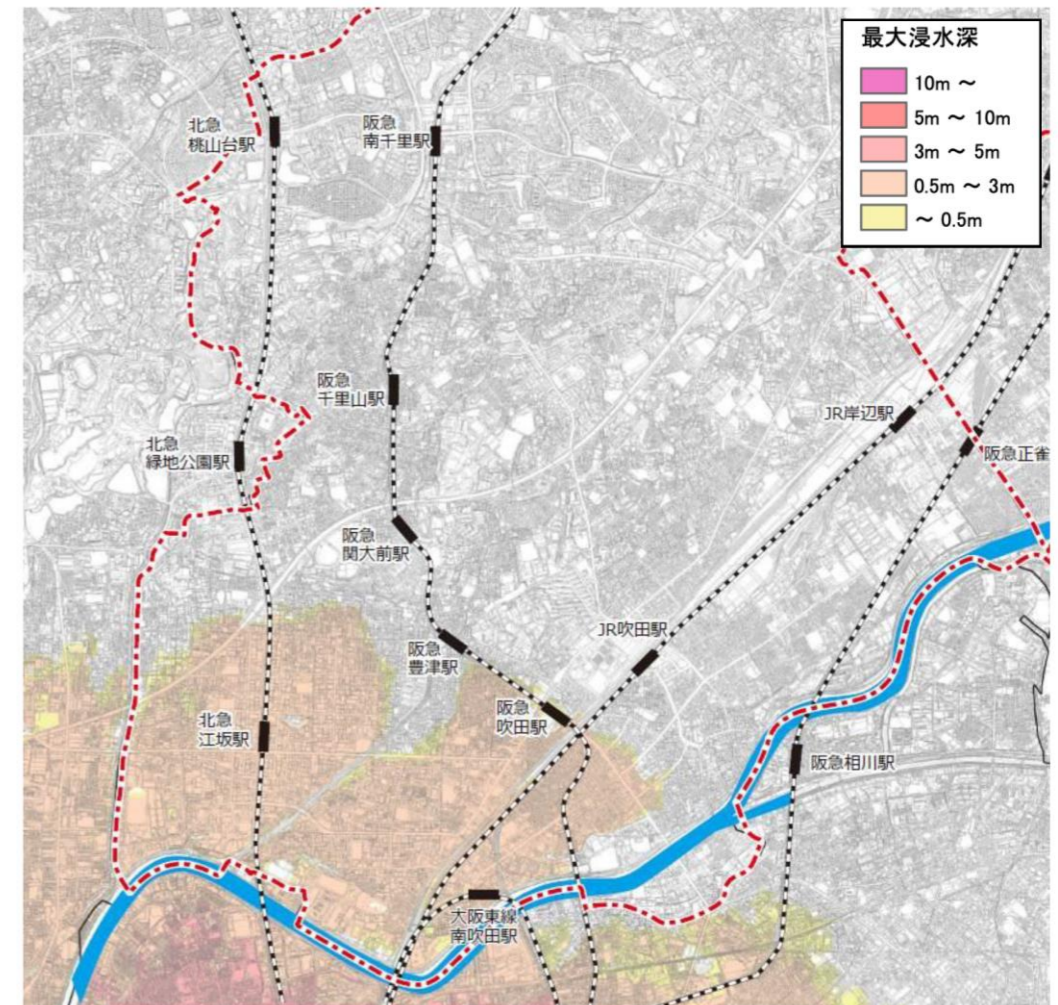 最大浸水深
10m ～
5m ～ 10m
3m ～ 5m
0.5m ～ 3m
～ 0.5m
北急
桃山台駅
阪急
南千里駅
阪急
千里山駅
JR岸辺駅
北急
緑地公園駅
阪急正雀
阪急
関大前駅
JR吹田駅
阪急
豊津駅
阪急
吹田駅
北急
江坂駅
阪急相川駅
大阪東線
南吹田駅